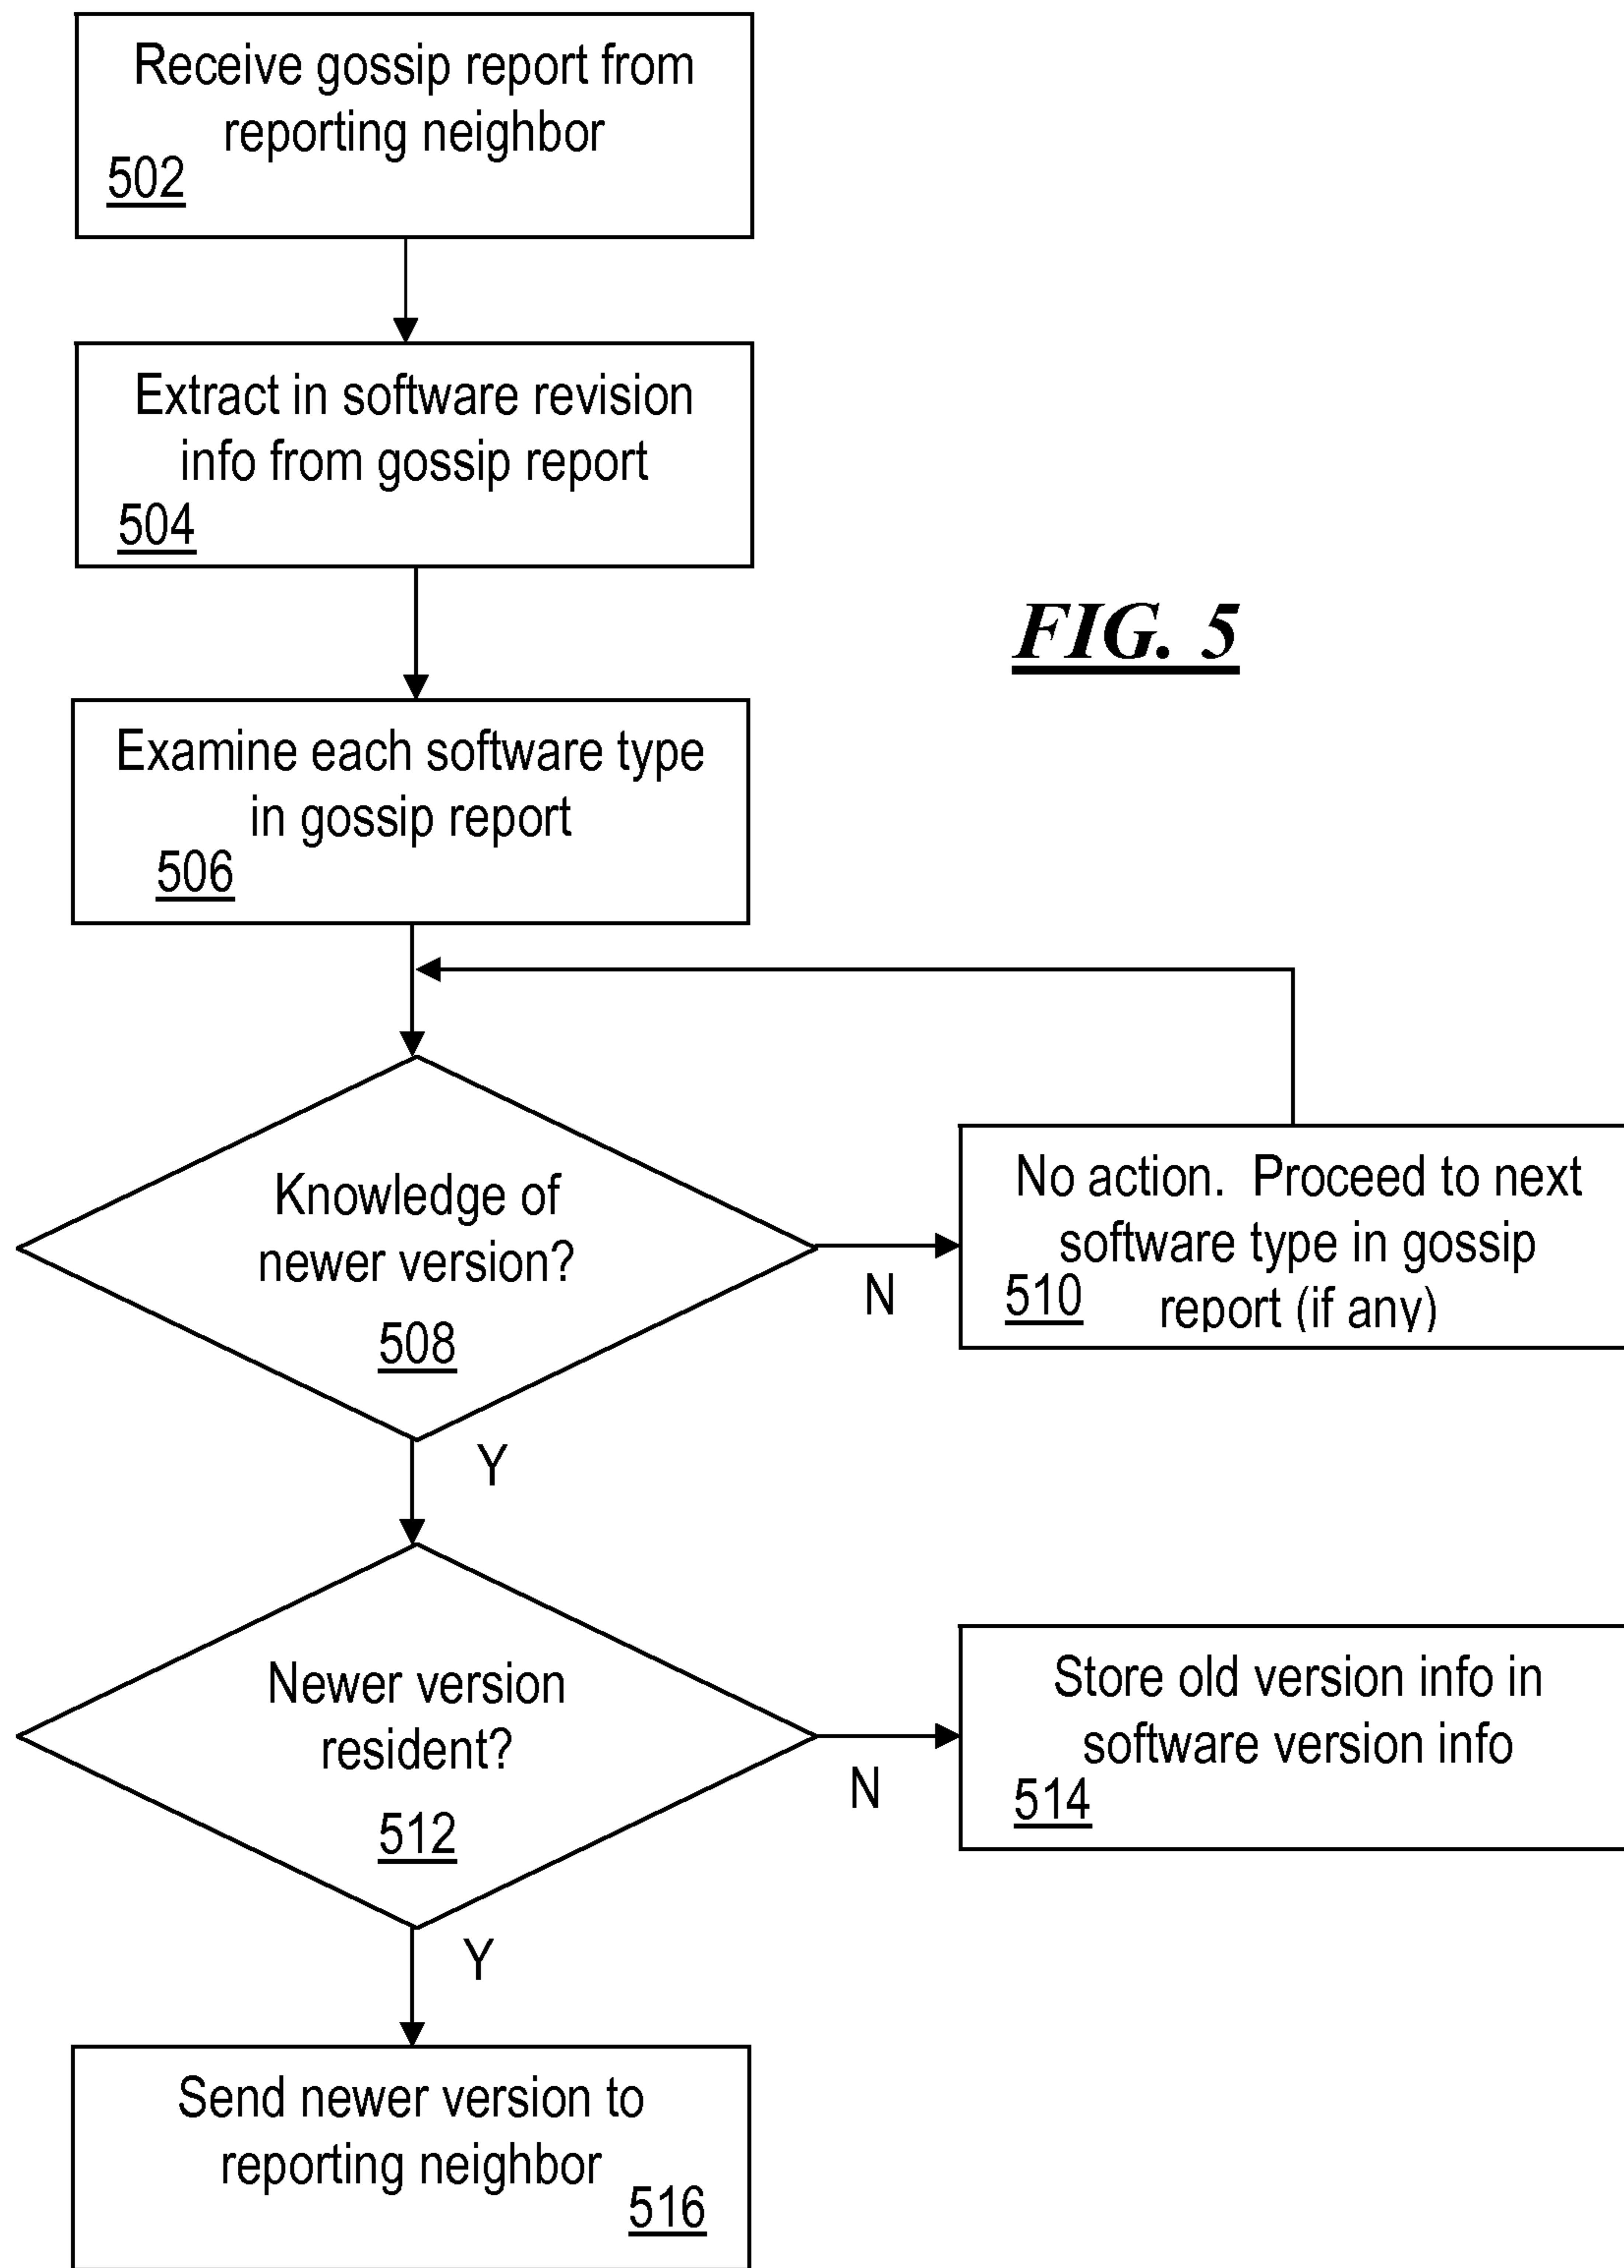 Receive gossip report from
reporting neighbor
502
Extract in software revision
info from gossip report
504
FIG. 5
Examine each software type
in gossip report
506
Knowledge of
newer version?
508
N
No action. Proceed to next
software type in gossip
510 report (if any)
Y
Newer version
resident?
512
N
Store old version info in
software version info
514
Y
Send newer version to
reporting neighbor
516